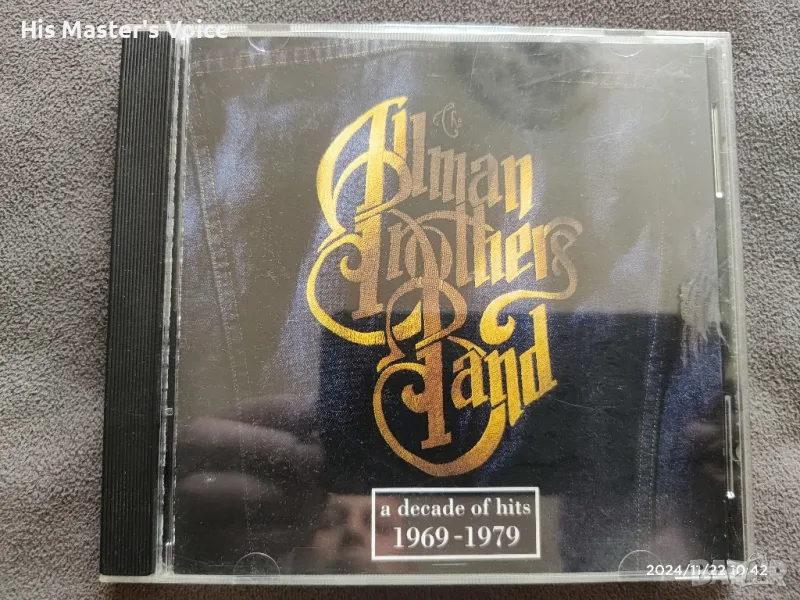 His Master's Voice
The
Allman
Brothers
Band
a decade of hits
1969-1979
2024/11/22 10:42